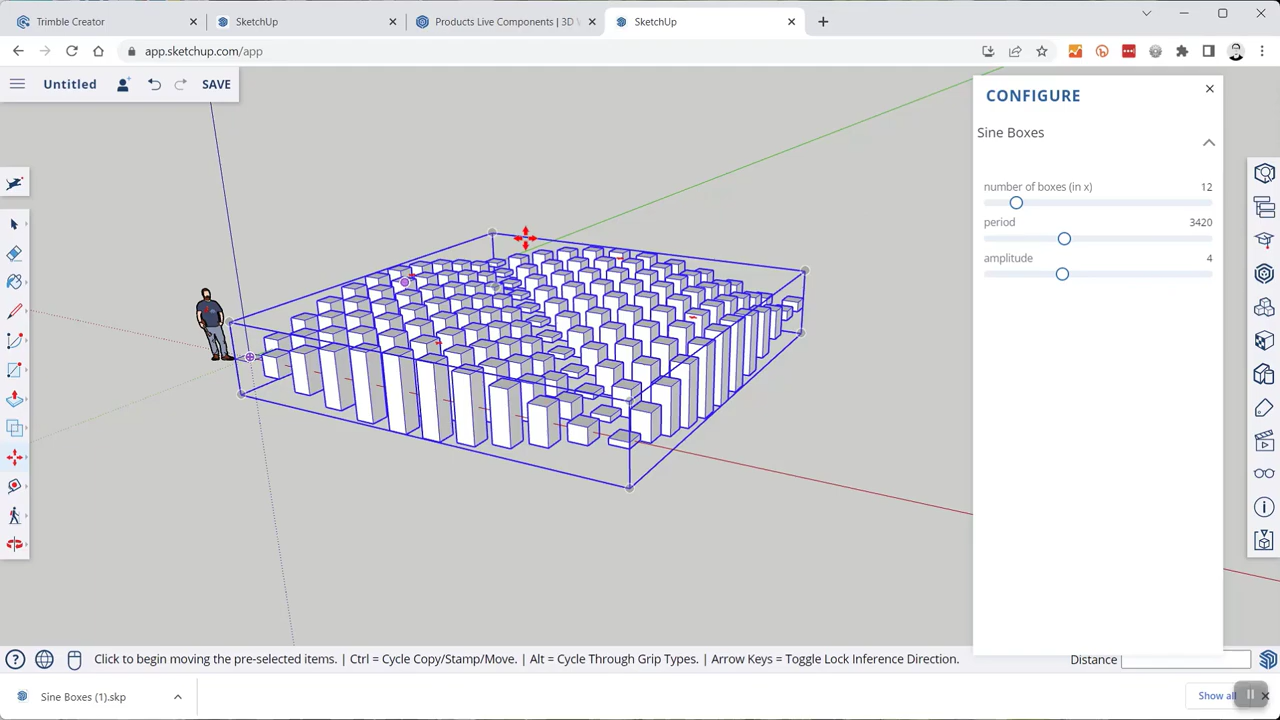 Trimble Creator
SketchUp
Products Live Components | 3D
SketchUp
app.sketchup.com/app
Untitled
SAVE
CONFIGURE
Sine Boxes
number of boxes (in x) 12
period 3420
amplitude 4
Click to begin moving the pre-selected items. | Ctrl = Cycle Copy/Stamp/Move. | Alt = Cycle Through Grip Types. | Arrow Keys = Toggle Lock Inference Direction.
Distance
Sine Boxes (1).skp
Show all